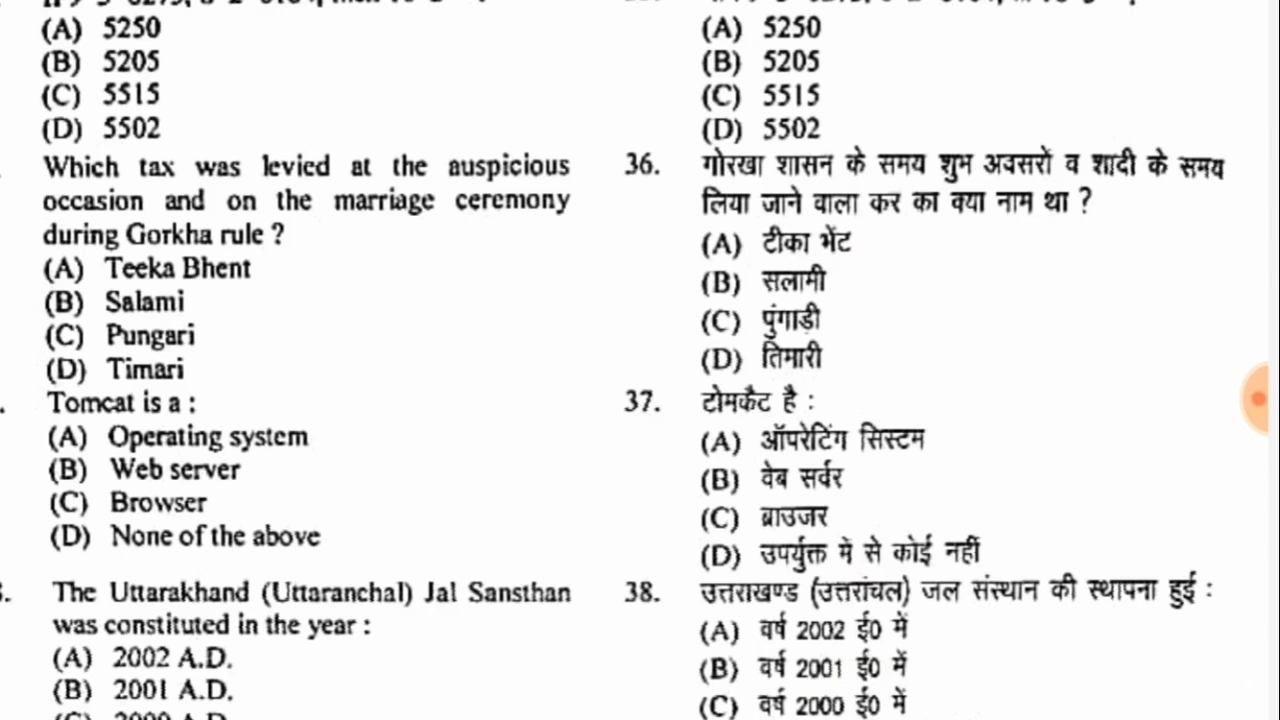 (A) 5250
(B) 5205
(C) 5515
(D) 5502
Which tax was levied at the auspicious
occasion and on the marriage ceremony
during Gorkha rule ?
(A) Teeka Bhent
(B) Salami
(C) Pungari
(D) Timari
Tomcat is a :
(A) Operating system
(B) Web server
(C) Browser
(D) None of the above
The Uttarakhand (Uttaranchal) Jal Sansthan
was constituted in the year :
(A) 2002 A.D.
(B) 2001 A.D.
(A) 5250
(B) 5205
(C) 5515
(D) 5502
36. गोरखा शासन के समय शुभ अवसरों व शादी के समय
लिया जाने वाला कर का क्या नाम था ?
(A) टीका भेंट
(B) सलामी
(C) पुंगाड़ी
(D) तिमारी
37. टोमकैट है :
(A) ऑपरेटिंग सिस्टम
(B) वेब सर्वर
(C) ब्राउजर
(D) उपर्युक्त में से कोई नहीं
38. उत्तराखण्ड (उत्तरांचल) जल संस्थान की स्थापना हुई :
(A) वर्ष 2002 ई0 में
(B) वर्ष 2001 ई0 में
(C) वर्ष 2000 ई0 में